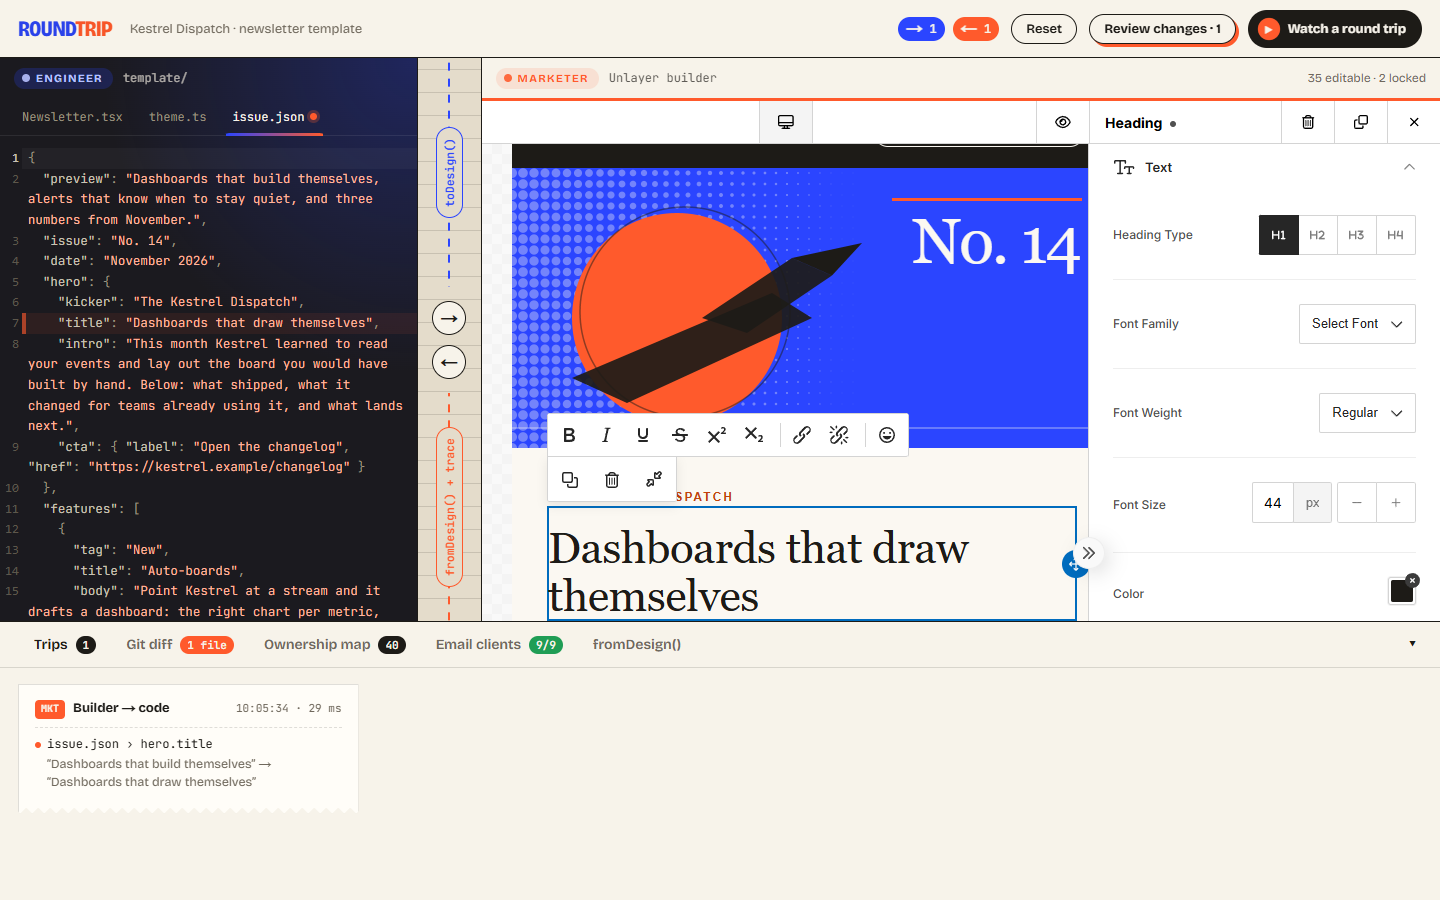 ROUNDTRIP Kestrel Dispatch · newsletter template → 1 ← 1 Reset Review changes · 1 Watch a round trip
ENGINEER template/
Newsletter.tsx theme.ts issue.json
1 {
2 "preview": "Dashboards that build themselves,
alerts that know when to stay quiet, and three
numbers from November.",
3 "issue": "No. 14",
4 "date": "November 2026",
5 "hero": {
6 "kicker": "The Kestrel Dispatch",
7 "title": "Dashboards that draw themselves",
8 "intro": "This month Kestrel learned to read
your events and lay out the board you would have
built by hand. Below: what shipped, what it
changed for teams already using it, and what lands
next.",
9 "cta": { "label": "Open the changelog",
"href": "https://kestrel.example/changelog" }
10 },
11 "features": [
12 {
13 "tag": "New",
14 "title": "Auto-boards",
15 "body": "Point Kestrel at a stream and it
drafts a dashboard: the right chart per metric,
toDesign()
→
←
fromDesign() + trace
MARKETER Unlayer builder 35 editable · 2 locked
No. 14
B I U S X² X₂
SPATCH
Dashboards that draw
themselves
Heading
Text
Heading Type H1 H2 H3 H4
Font Family Select Font
Font Weight Regular
Font Size 44 px − +
Color
Trips 1 Git diff 1 file Ownership map 40 Email clients 9/9 fromDesign()
MKT Builder → code 10:05:34 · 29 ms
issue.json › hero.title
“Dashboards that build themselves” →
“Dashboards that draw themselves”